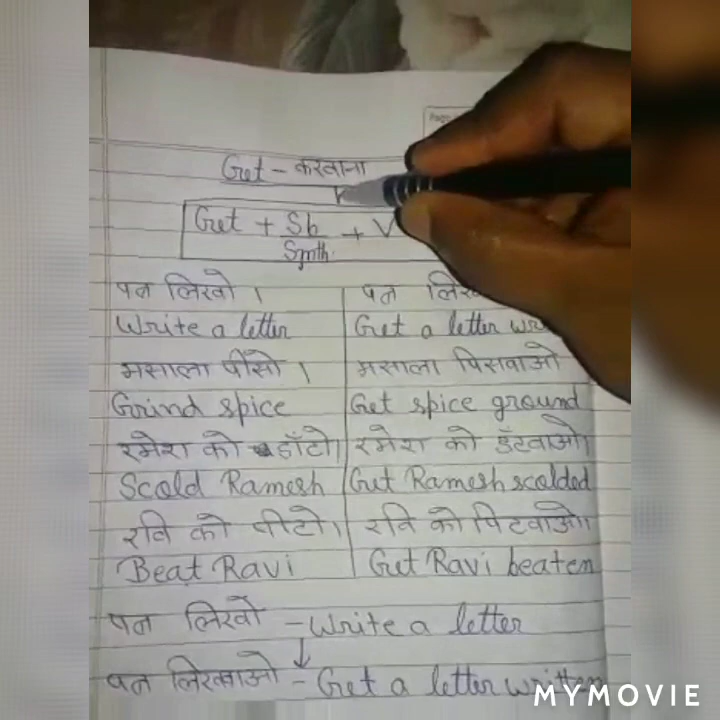 Get - करवाना
Get + Sb/Smth + V
पत्र लिखो । | पत्र
Write a letter | Get a letter
मसाला पीसो । | मसाला पिसवाओ
Grind spice | Get spice ground
रमेश को डाँटो। | रमेश को डँटवाओ।
Scold Ramesh | Get Ramesh scolded
रवि को पीटो। | रवि को पिटवाओ।
Beat Ravi | Get Ravi beaten
पत्र लिखो - Write a letter
पत्र लिखवाओ - Get a letter written
MYMOVIE